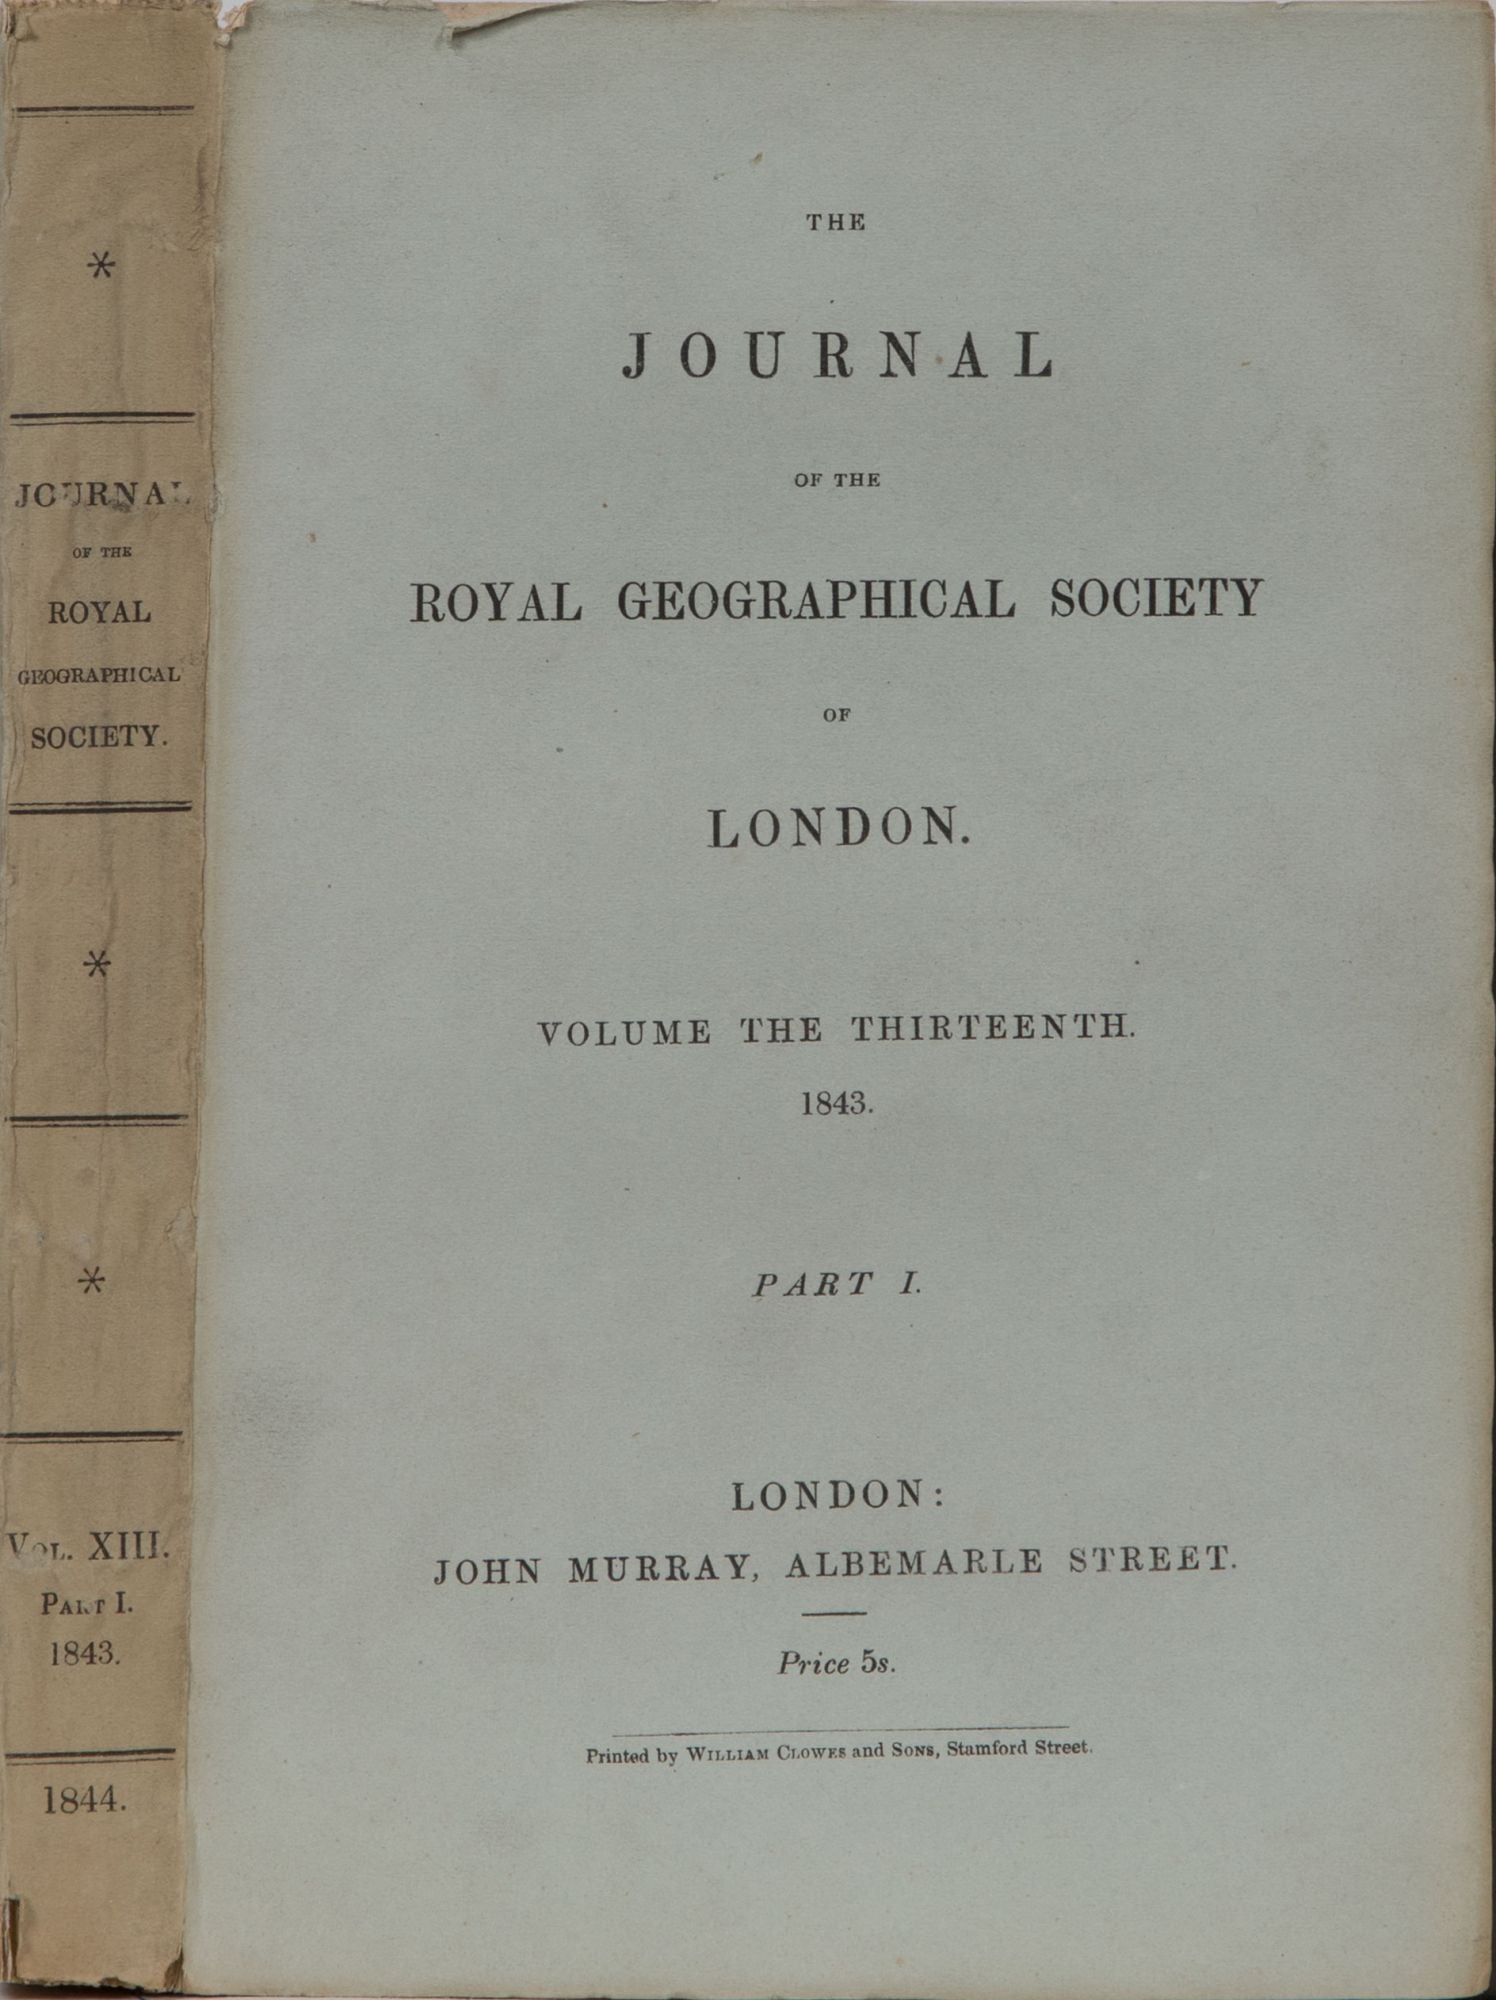 *
JOURNAL
OF THE
ROYAL
GEOGRAPHICAL
SOCIETY.
*
*
VOL. XIII.
PART I.
1843.
1844.
THE
JOURNAL
OF THE
ROYAL GEOGRAPHICAL SOCIETY
OF
LONDON.
VOLUME THE THIRTEENTH.
1843.
PART I.
LONDON:
JOHN MURRAY, ALBEMARLE STREET.
Price 5s.
Printed by WILLIAM CLOWES and SONS, Stamford Street.